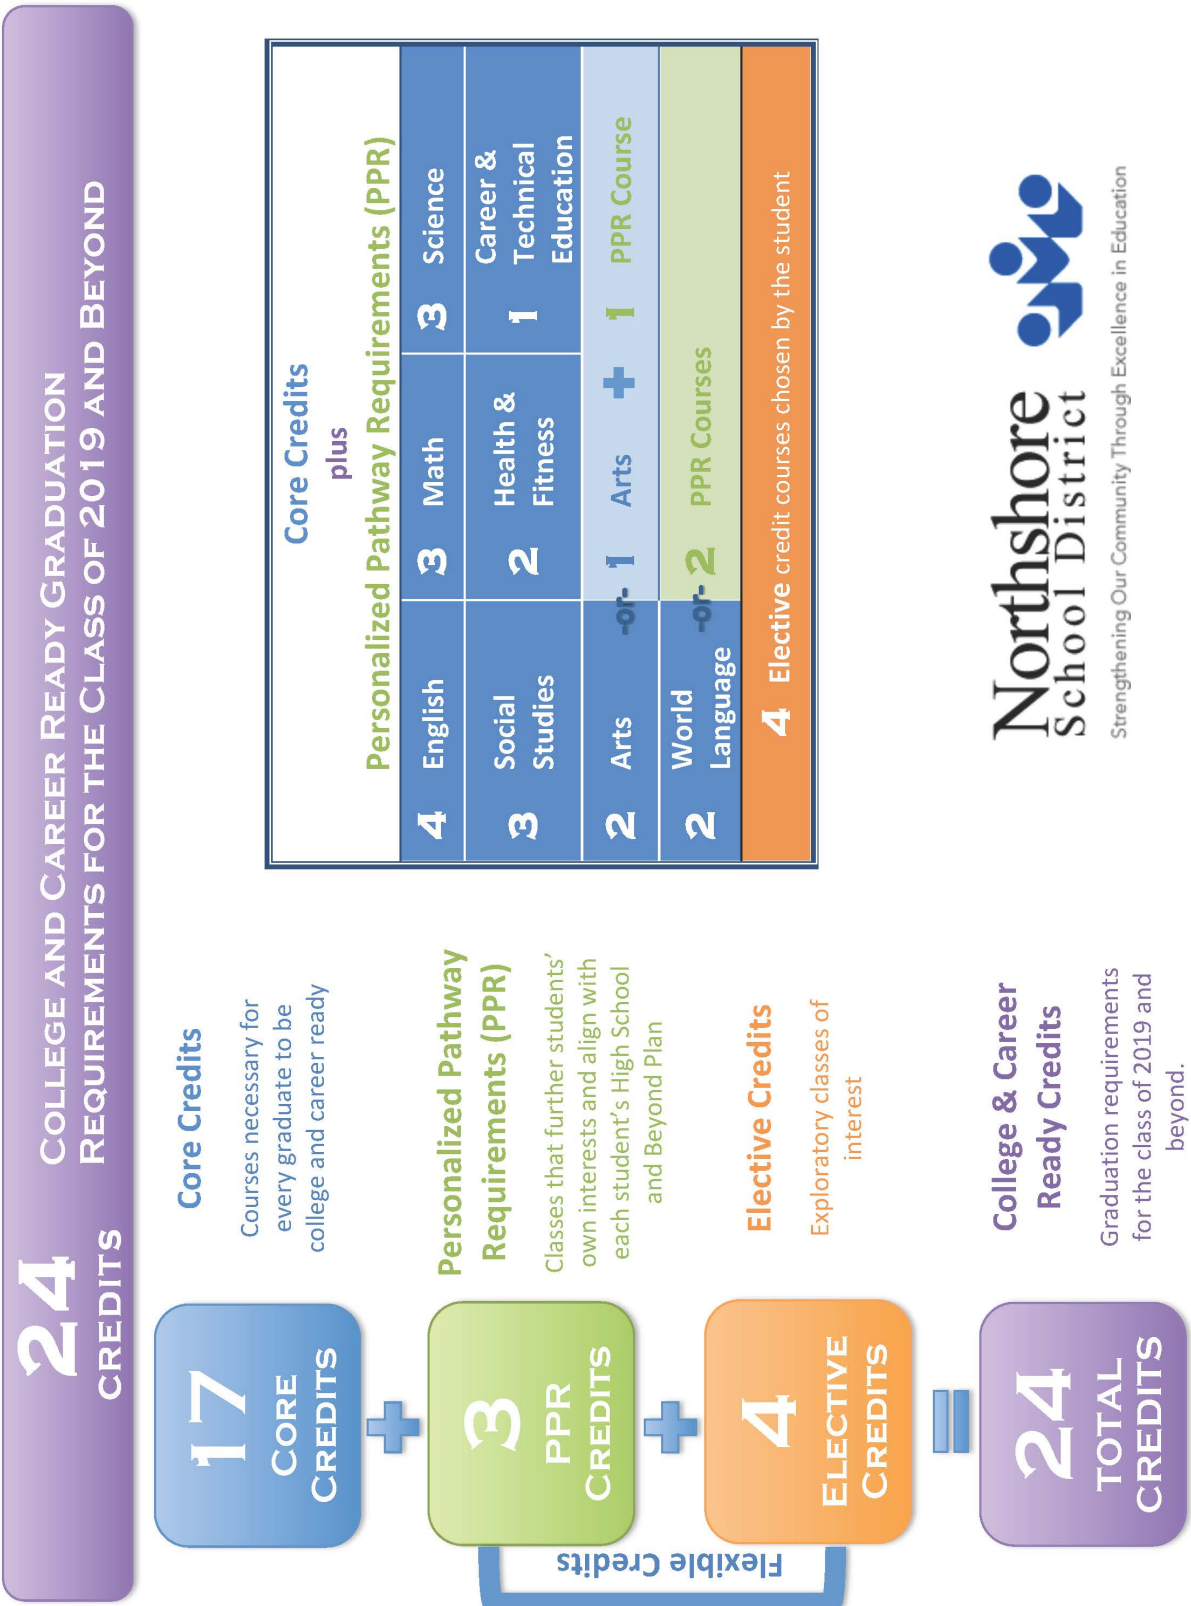 24
CREDITS
COLLEGE AND CAREER READY GRADUATION
REQUIREMENTS FOR THE CLASS OF 2019 AND BEYOND
17
CORE
CREDITS
Core Credits
Courses necessary for
every graduate to be
college and career ready
3
PPR
CREDITS
Personalized Pathway
Requirements (PPR)
Classes that further students’
own interests and align with
each student’s High School
and Beyond Plan
4
ELECTIVE
CREDITS
Elective Credits
Exploratory classes of
interest
Flexible Credits
24
TOTAL
CREDITS
College & Career
Ready Credits
Graduation requirements
for the class of 2019 and
beyond.
Core Credits
plus
Personalized Pathway Requirements (PPR)
4 English 3 Math 3 Science
3 Social
Studies
2 Health &
Fitness
1 Career &
Technical
Education
2 Arts -or- 1 Arts + 1 PPR Course
2 World
Language
-or- 2 PPR Courses
4 Elective credit courses chosen by the student
Northshore
School District
Strengthening Our Community Through Excellence in Education